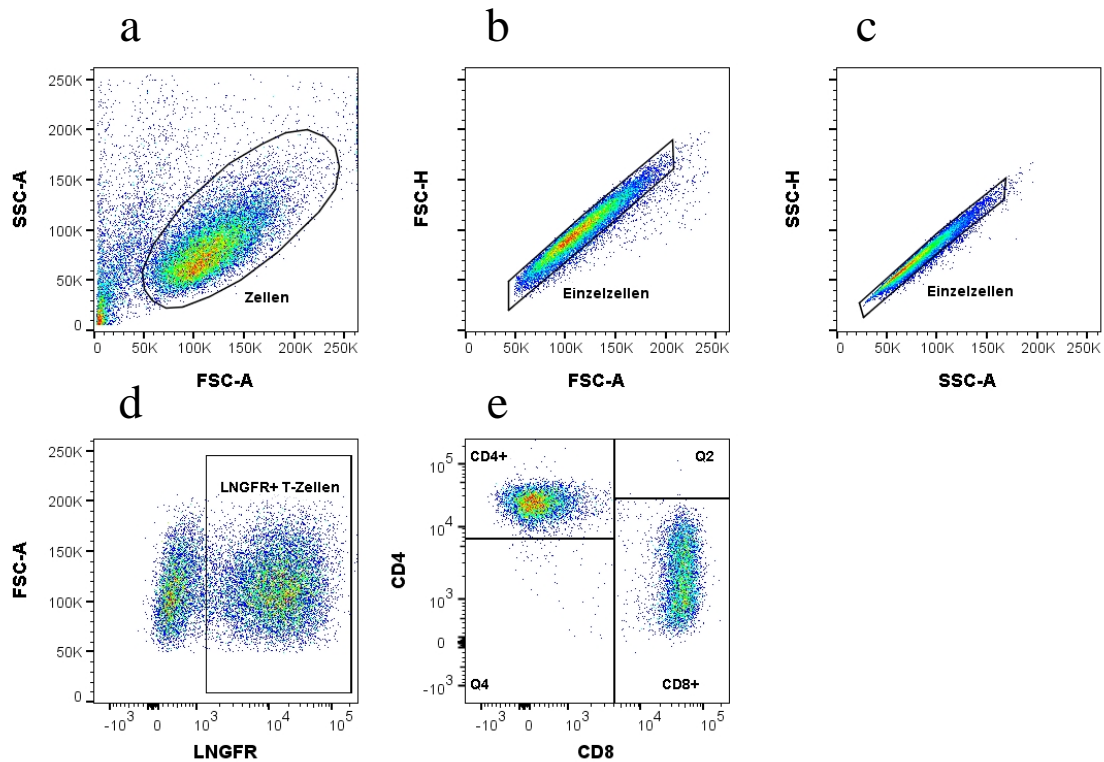 a
b
c
250K
200K
150K
100K
50K
0
SSC-A
Zellen
0 50K 100K 150K 200K 250K
FSC-A
FSC-H
Einzelzellen
0 50K 100K 150K 200K 250K
FSC-A
SSC-H
Einzelzellen
0 50K 100K 150K 200K 250K
SSC-A
d
e
250K
200K
150K
100K
50K
0
FSC-A
LNGFR+ T-Zellen
-10³ 0 10³ 10⁴ 10⁵
LNGFR
10⁵
10⁴
10³
0
-10³
CD4
CD4+
Q2
Q4
CD8+
0 10³ 10⁴ 10⁵
CD8